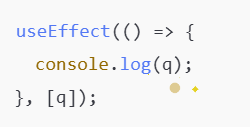 useEffect(() => {
  console.log(q);
}, [q]);